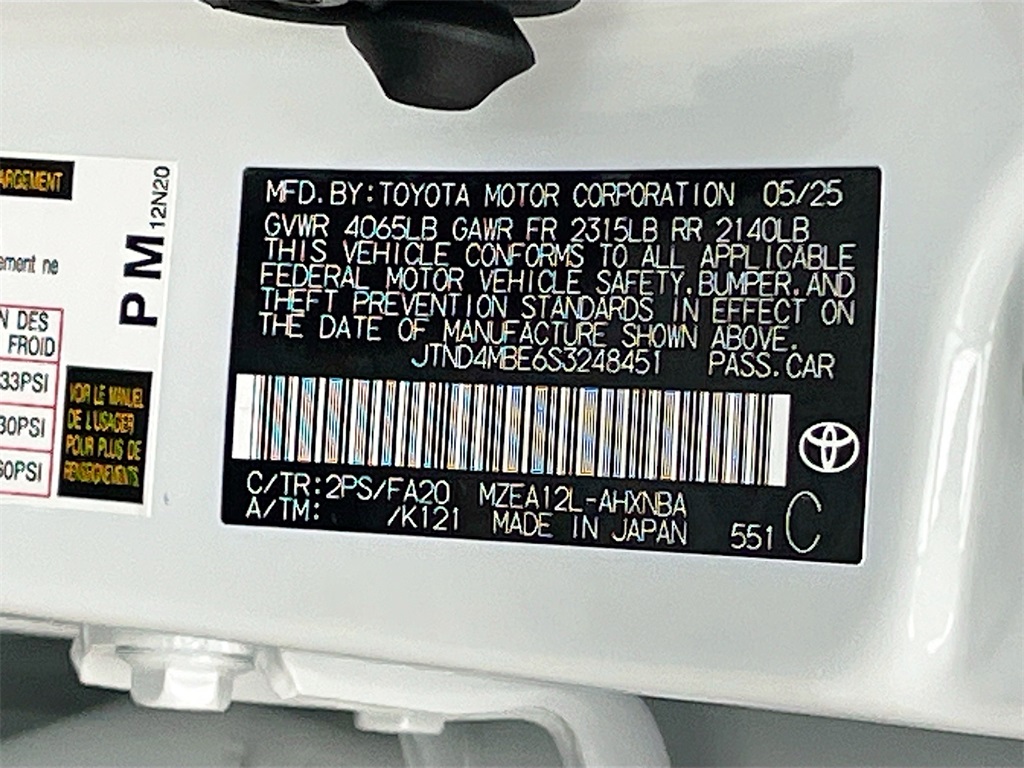 ARGEMENT
12N20
PM
ement ne
N DES
FROID
33PSI
30PSI
60PSI
VOIR LE MANUEL
DE L'USAGER
POUR PLUS DE
RENSEIGNEMENTS
MFD. BY: TOYOTA MOTOR CORPORATION 05/25
GVWR 4065LB GAWR FR 2315LB RR 2140LB
THIS VEHICLE CONFORMS TO ALL APPLICABLE
FEDERAL MOTOR VEHICLE SAFETY, BUMPER, AND
THEFT PREVENTION STANDARDS IN EFFECT ON
THE DATE OF MANUFACTURE SHOWN ABOVE.
JTND4MBE6S3248451 PASS.CAR
C/TR:2PS/FA20 MZEA12L-AHXNBA
A/TM: /K121 MADE IN JAPAN 551 C